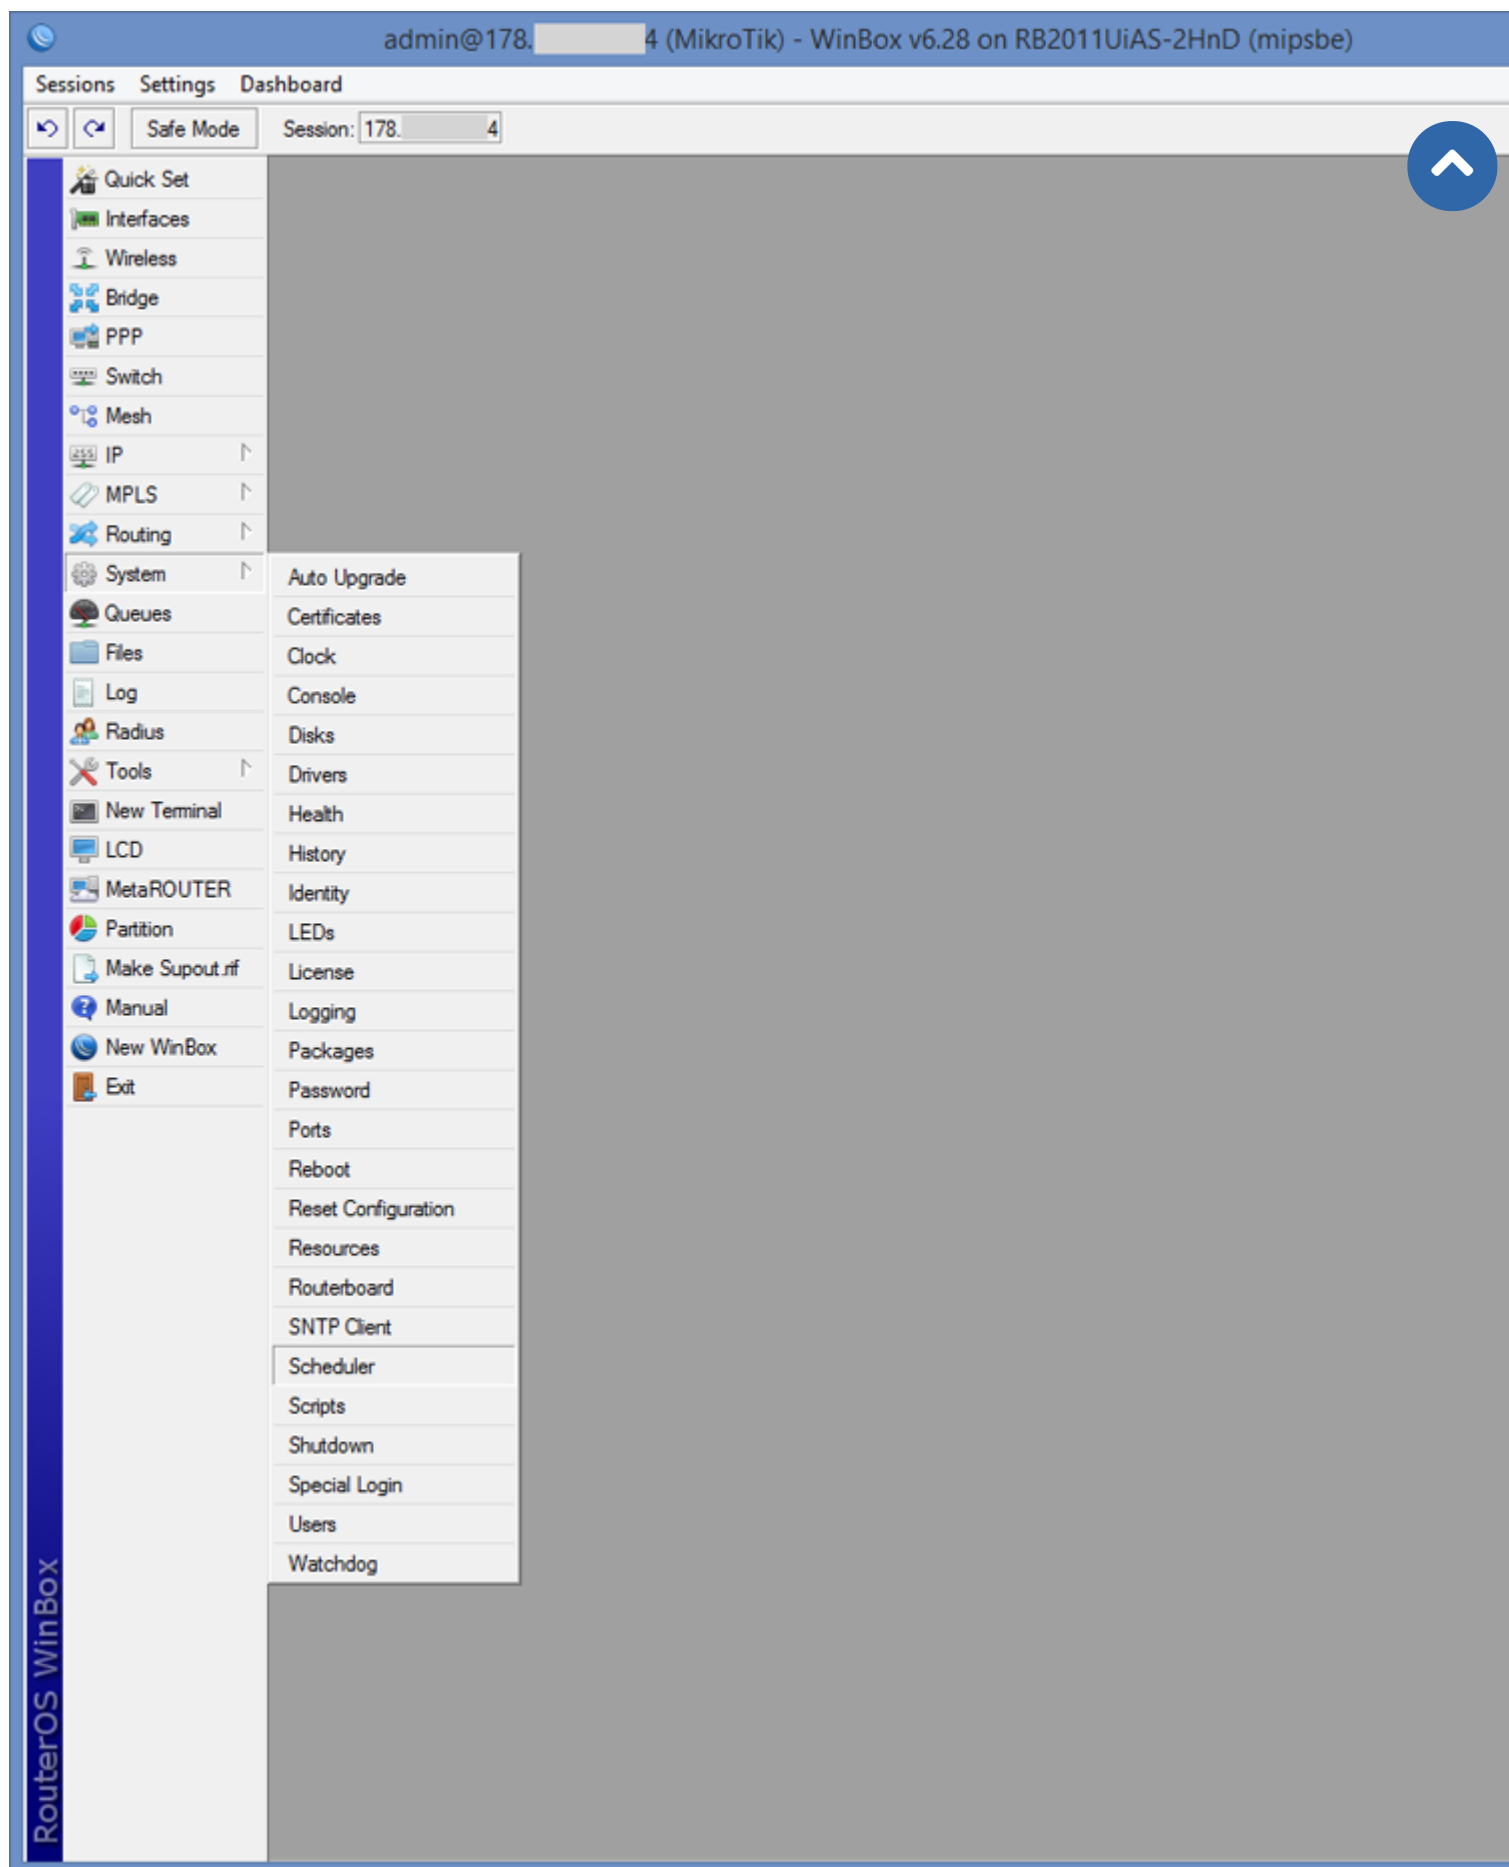 admin@178. 4 (MikroTik) - WinBox v6.28 on RB2011UiAS-2HnD (mipsbe)
Sessions Settings Dashboard
Safe Mode Session: 178. 4
Quick Set
Interfaces
Wireless
Bridge
PPP
Switch
Mesh
255 IP
MPLS
Routing
System
Queues
Files
Log
Radius
Tools
New Terminal
LCD
MetaROUTER
Partition
Make Supout.rif
Manual
New WinBox
Exit
Auto Upgrade
Certificates
Clock
Console
Disks
Drivers
Health
History
Identity
LEDs
License
Logging
Packages
Password
Ports
Reboot
Reset Configuration
Resources
Routerboard
SNTP Client
Scheduler
Scripts
Shutdown
Special Login
Users
Watchdog
RouterOS WinBox